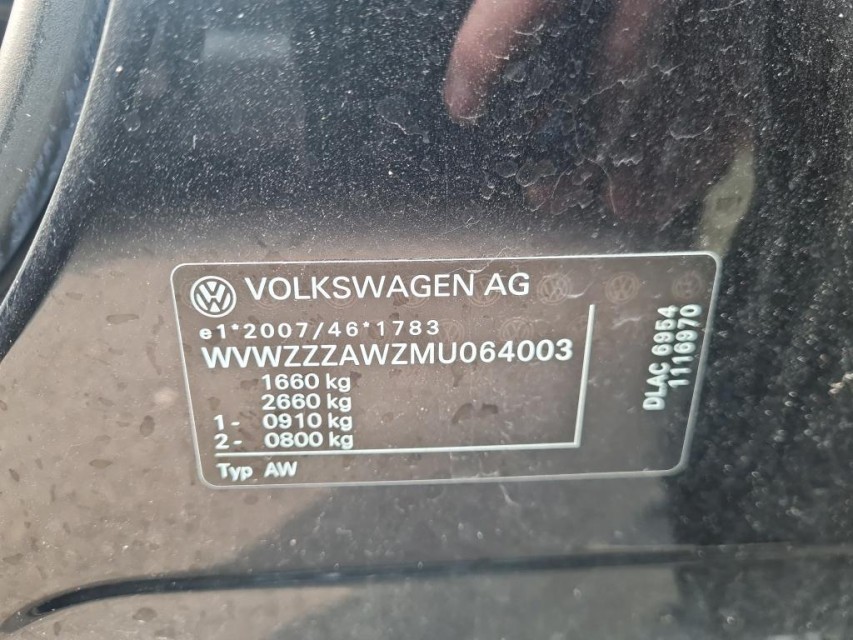 VOLKSWAGEN AG
e1*2007/46*1783
WVWZZZAWZMU064003
1660 kg
2660 kg
1- 0910 kg
2- 0800 kg
Typ AW
DLAC 6954
1116970